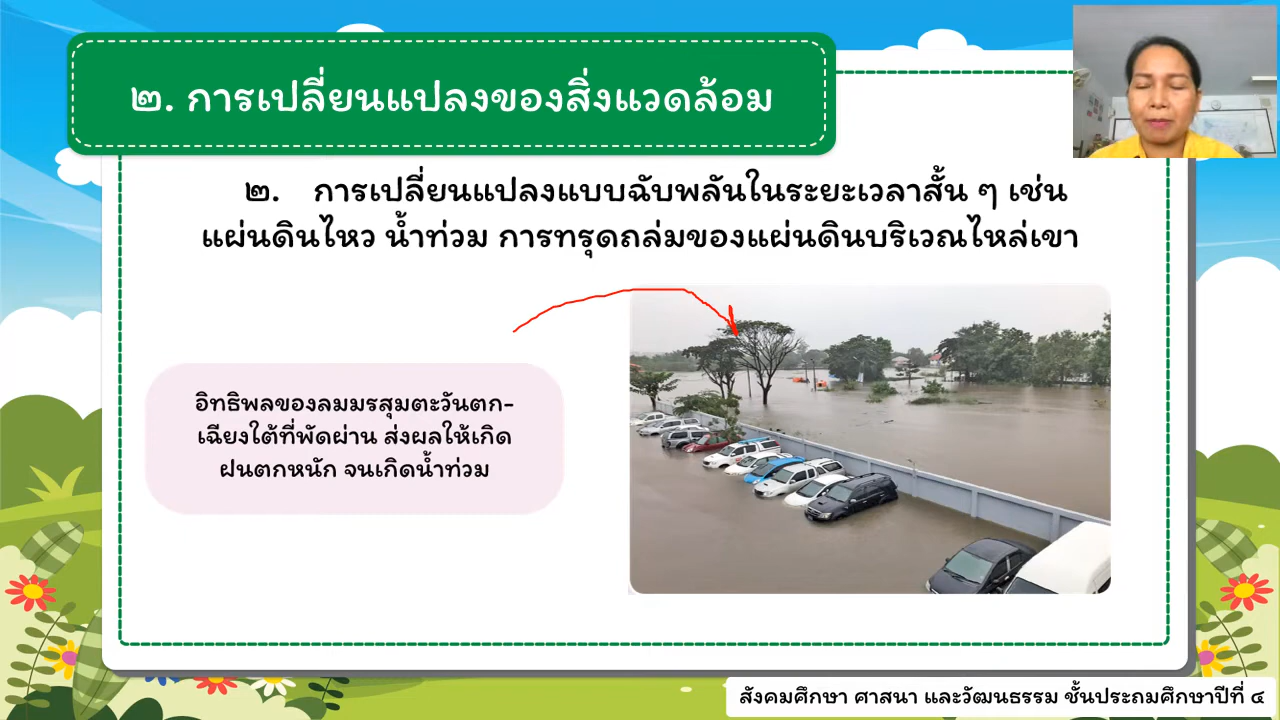 ๒. การเปลี่ยนแปลงของสิ่งแวดล้อม
๒. การเปลี่ยนแปลงแบบฉับพลันในระยะเวลาสั้น ๆ เช่น
แผ่นดินไหว น้ำท่วม การทรุดถล่มของแผ่นดินบริเวณไหล่เขา
อิทธิพลของลมมรสุมตะวันตก-
เฉียงใต้ที่พัดผ่าน ส่งผลให้เกิด
ฝนตกหนัก จนเกิดน้ำท่วม
สังคมศึกษา ศาสนา และวัฒนธรรม ชั้นประถมศึกษาปีที่ ๔